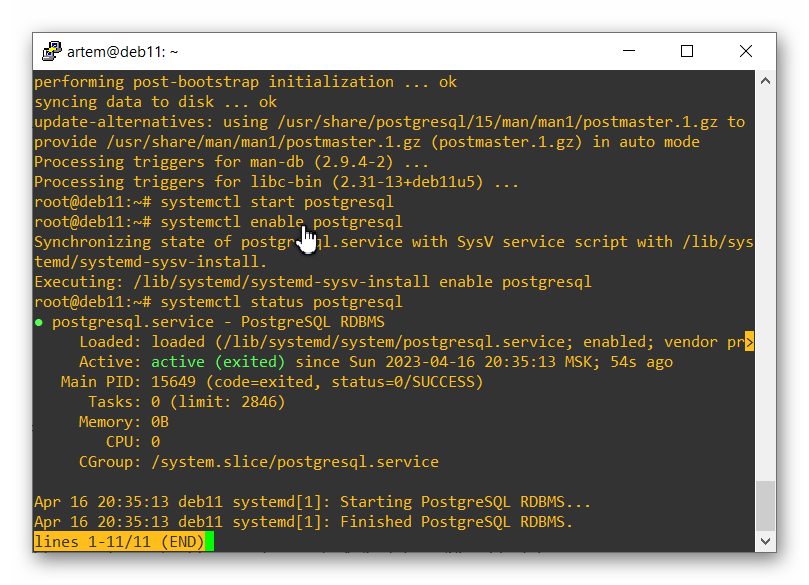 artem@deb11: ~
performing post-bootstrap initialization ... ok
syncing data to disk ... ok
update-alternatives: using /usr/share/postgresql/15/man/man1/postmaster.1.gz to
provide /usr/share/man/man1/postmaster.1.gz (postmaster.1.gz) in auto mode
Processing triggers for man-db (2.9.4-2) ...
Processing triggers for libc-bin (2.31-13+deb11u5) ...
root@deb11:~# systemctl start postgresql
root@deb11:~# systemctl enable postgresql
Synchronizing state of postgresql.service with SysV service script with /lib/sys
temd/systemd-sysv-install.
Executing: /lib/systemd/systemd-sysv-install enable postgresql
root@deb11:~# systemctl status postgresql
● postgresql.service - PostgreSQL RDBMS
Loaded: loaded (/lib/systemd/system/postgresql.service; enabled; vendor pr>
Active: active (exited) since Sun 2023-04-16 20:35:13 MSK; 54s ago
Main PID: 15649 (code=exited, status=0/SUCCESS)
Tasks: 0 (limit: 2846)
Memory: 0B
CPU: 0
CGroup: /system.slice/postgresql.service
Apr 16 20:35:13 deb11 systemd[1]: Starting PostgreSQL RDBMS...
Apr 16 20:35:13 deb11 systemd[1]: Finished PostgreSQL RDBMS.
lines 1-11/11 (END)